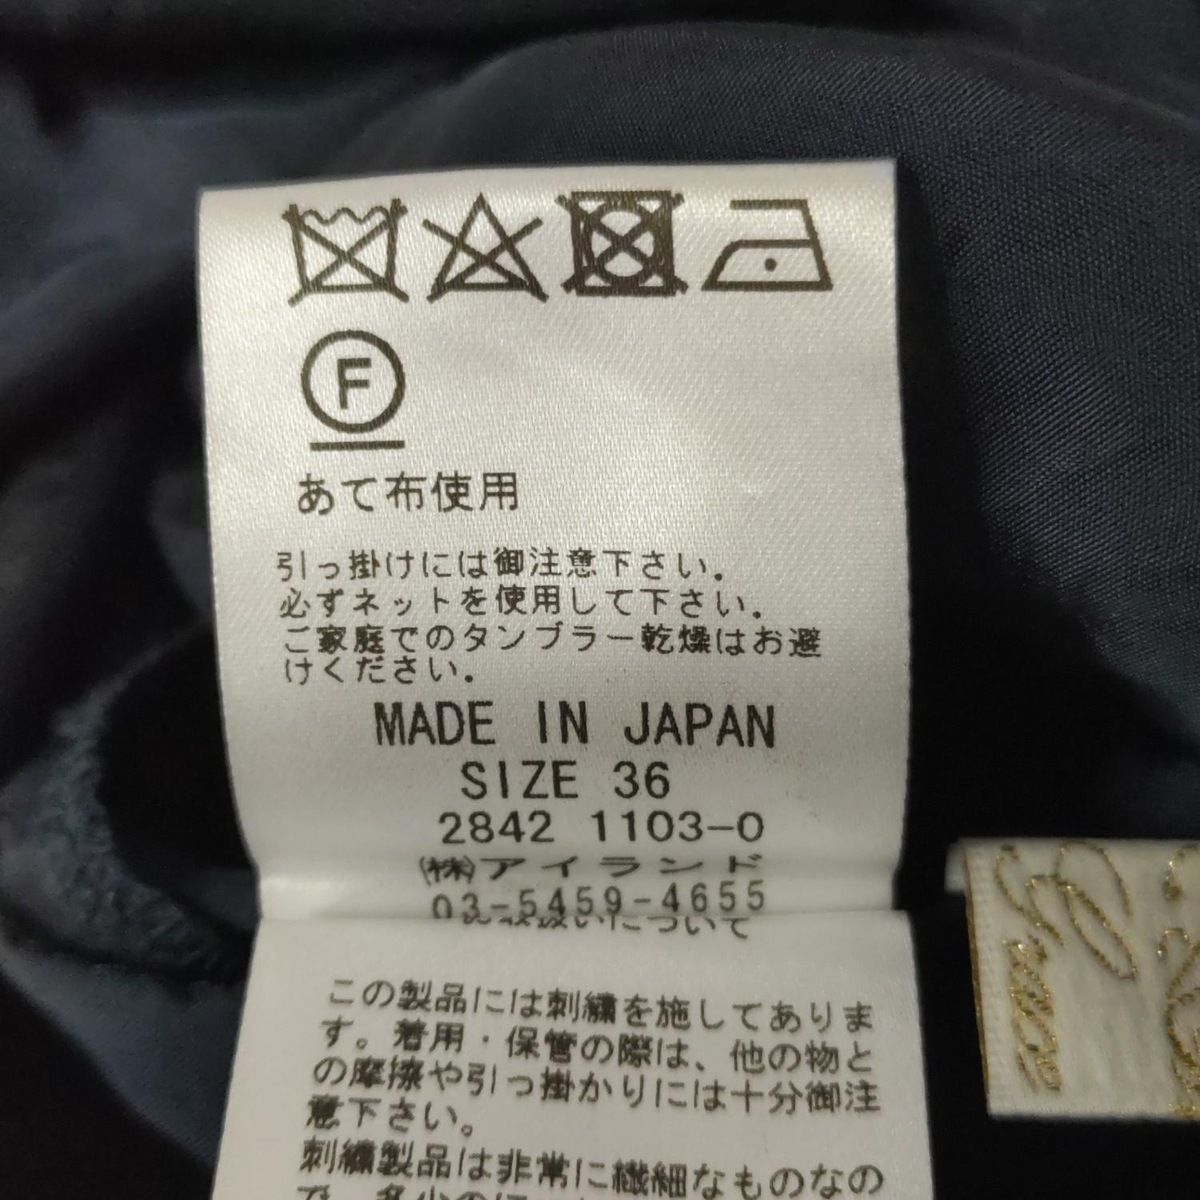 F
あて布使用
引っ掛けには御注意下さい.
必ずネットを使用して下さい.
ご家庭でのタンブラー乾燥はお避
けください.
MADE IN JAPAN
SIZE 36
2842 1103-0
㈱アイランド
03-5459-4655
扱いについて
この製品には刺繍を施してありま
す。着用・保管の際は、他の物と
の摩擦や引っ掛かりには十分御注
意下さい。
刺繍製品は非常に繊細なものなの